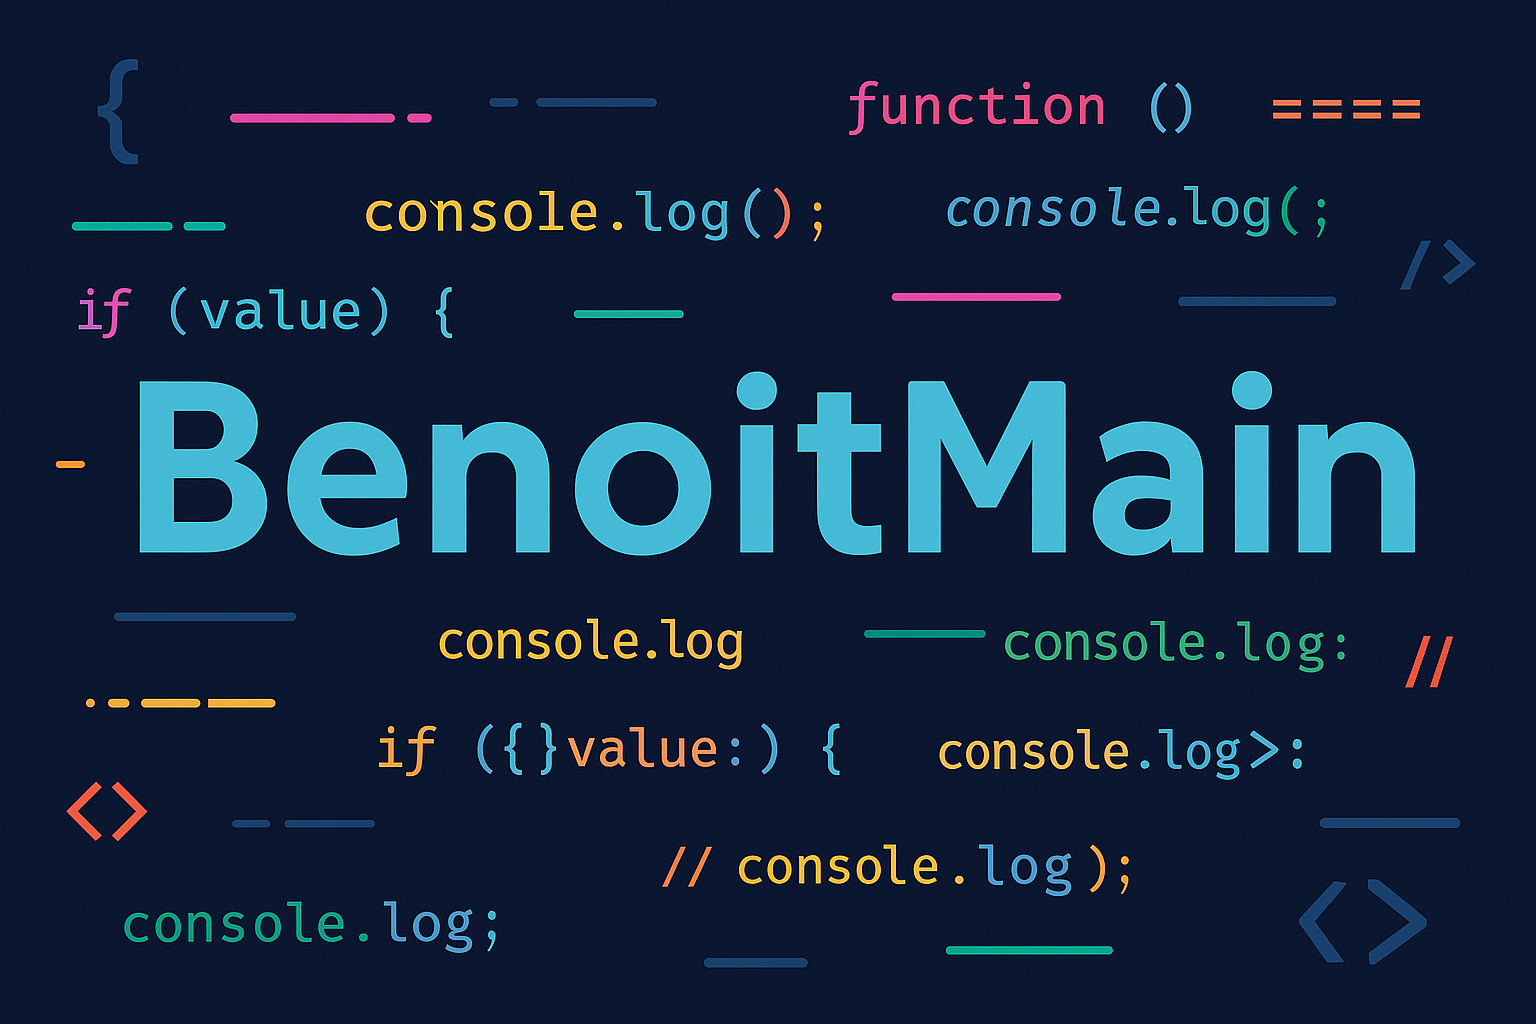 {
function () ====
console.log(); console.log(;
/>
if (value) {
BenoitMain
console.log console.log: //
if ({}value:) { console.log>:
<>
// console.log);
console.log; <>